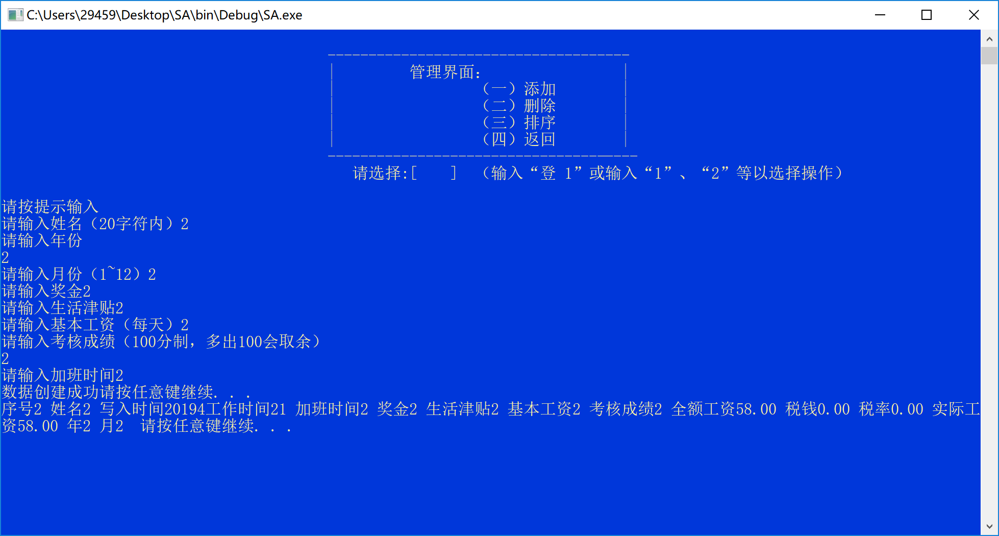 C:\Users\29459\Desktop\SA\bin\Debug\SA.exe
-------------------------------------
| 管理界面: |
| （一）添加 |
| （二）删除 |
| （三）排序 |
| （四）返回 |
--------------------------------------
请选择:[    ]  （输入“登 1”或输入“1”、“2”等以选择操作）
请按提示输入
请输入姓名（20字符内）2
请输入年份
2
请输入月份（1~12）2
请输入奖金2
请输入生活津贴2
请输入基本工资（每天）2
请输入考核成绩（100分制，多出100会取余）
2
请输入加班时间2
数据创建成功请按任意键继续. . .
序号2 姓名2 写入时间20194工作时间21 加班时间2 奖金2 生活津贴2 基本工资2 考核成绩2 全额工资58.00 税钱0.00 税率0.00 实际工
资58.00 年2 月2  请按任意键继续. . .